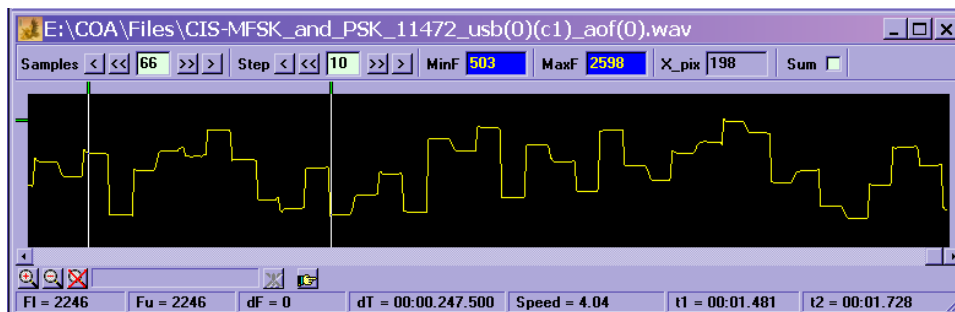 E:\COA\Files\CIS-MFSK_and_PSK_11472_usb(0)(c1)_aof(0).wav
Samples < << 66 >> > Step < << 10 >> > MinF 503 MaxF 2598 X_pix 198 Sum
Fl = 2246 Fu = 2246 dF = 0 dT = 00:00.247.500 Speed = 4.04 t1 = 00:01.481 t2 = 00:01.728